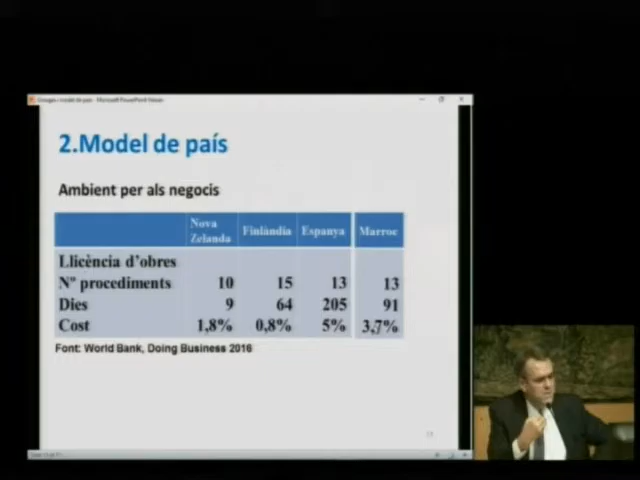 Microsoft PowerPoint
2.Model de país
Ambient per als negocis
Nova Zelanda Finlàndia Espanya Marroc
Llicència d'obres
Nº procediments 10 15 13 13
Dies 9 64 205 91
Cost 1,8% 0,8% 5% 3,7%
Font: World Bank, Doing Business 2016